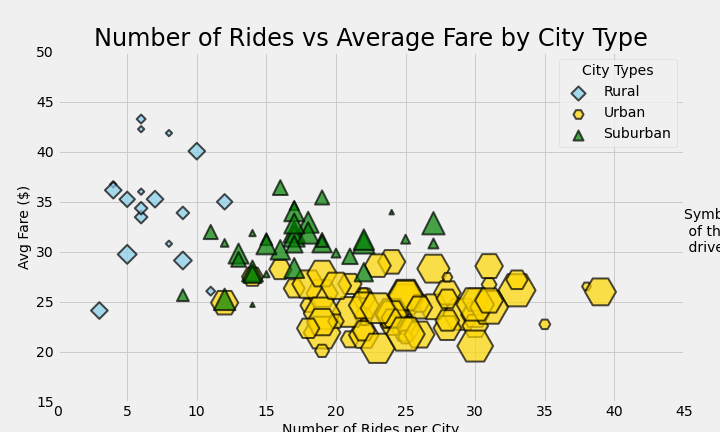 Number of Rides vs Average Fare by City Type
50
45
40
35
30
25
20
15
Avg Fare ($)
City Types
Rural
Urban
Suburban
Symb
of th
drive
0
5
10
15
20
25
30
35
40
45
Number of Rides per City